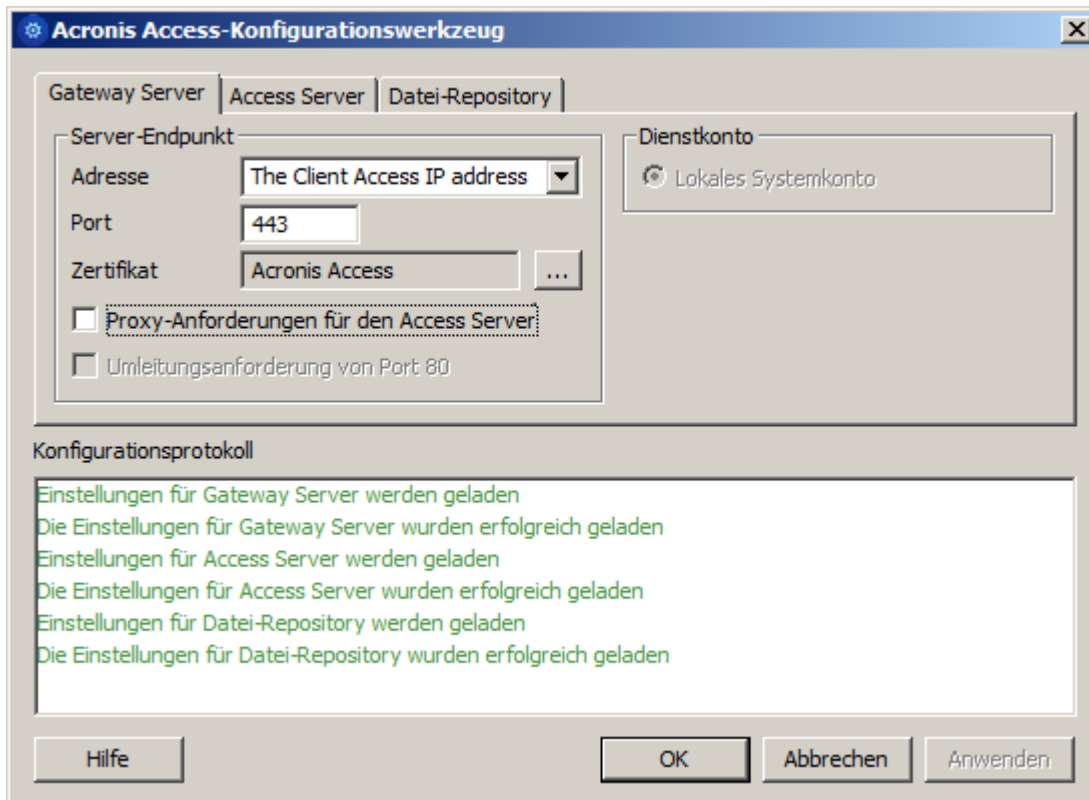 Acronis Access-Konfigurationswerkzeug
Gateway Server
Access Server
Datei-Repository
Server-Endpunkt
Adresse
The Client Access IP address
Port
443
Zertifikat
Acronis Access
...
Proxy-Anforderungen für den Access Server
Umleitungsanforderung von Port 80
Dienstkonto
Lokales Systemkonto
Konfigurationsprotokoll
Einstellungen für Gateway Server werden geladen
Die Einstellungen für Gateway Server wurden erfolgreich geladen
Einstellungen für Access Server werden geladen
Die Einstellungen für Access Server wurden erfolgreich geladen
Einstellungen für Datei-Repository werden geladen
Die Einstellungen für Datei-Repository wurden erfolgreich geladen
Hilfe
OK
Abbrechen
Anwenden